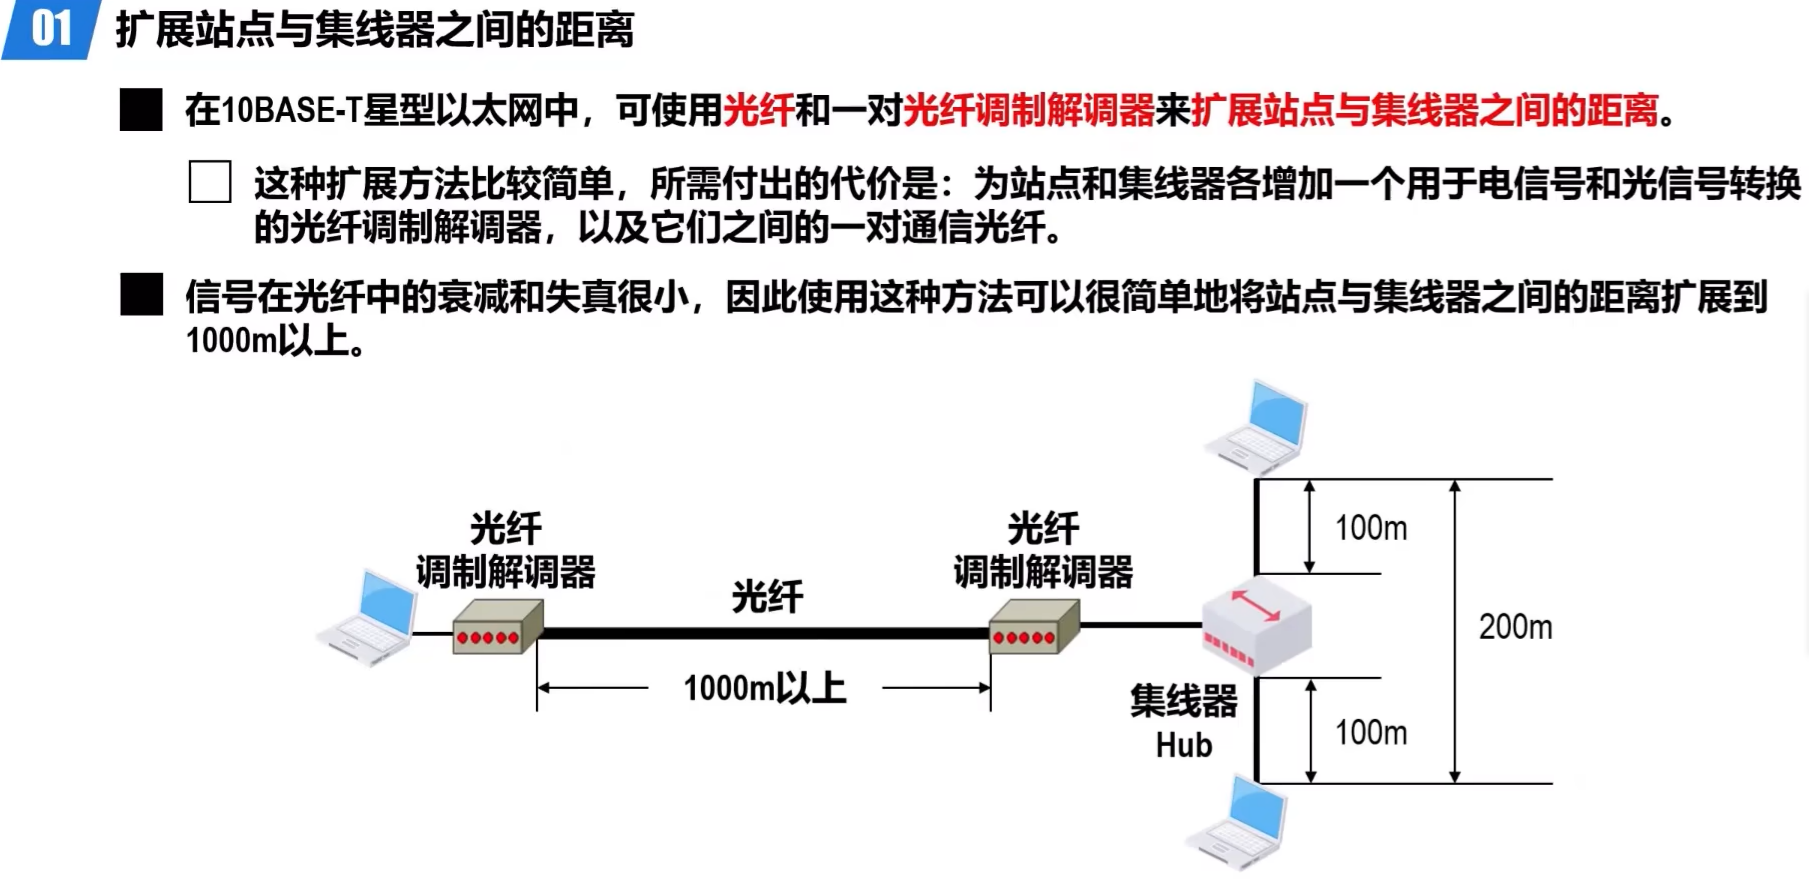 01 扩展站点与集线器之间的距离
在10BASE-T星型以太网中，可使用光纤和一对光纤调制解调器来扩展站点与集线器之间的距离。
这种扩展方法比较简单，所需付出的代价是：为站点和集线器各增加一个用于电信号和光信号转换
的光纤调制解调器，以及它们之间的一对通信光纤。
信号在光纤中的衰减和失真很小，因此使用这种方法可以很简单地将站点与集线器之间的距离扩展到
1000m以上。
光纤
调制解调器
光纤
光纤
调制解调器
1000m以上
集线器
Hub
100m
200m
100m